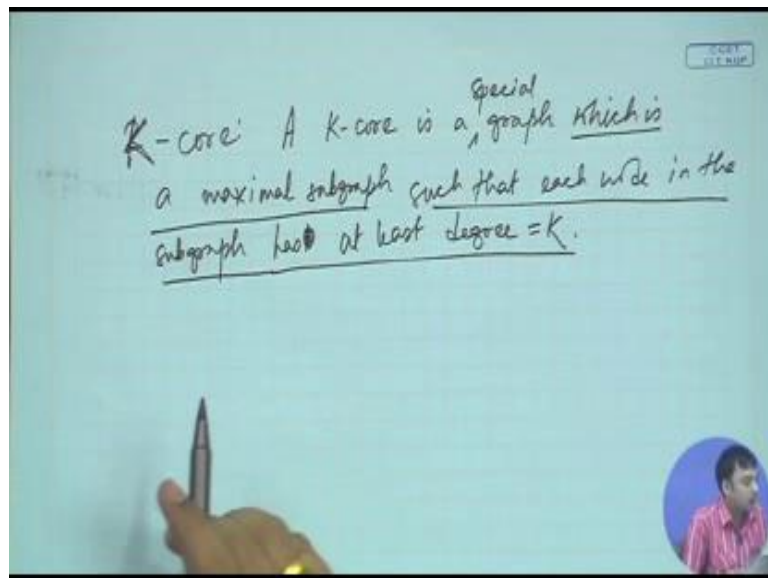 K-core: A K-core is a special graph which is
a maximal subgraph such that each node in the
subgraph has at least degree = K.